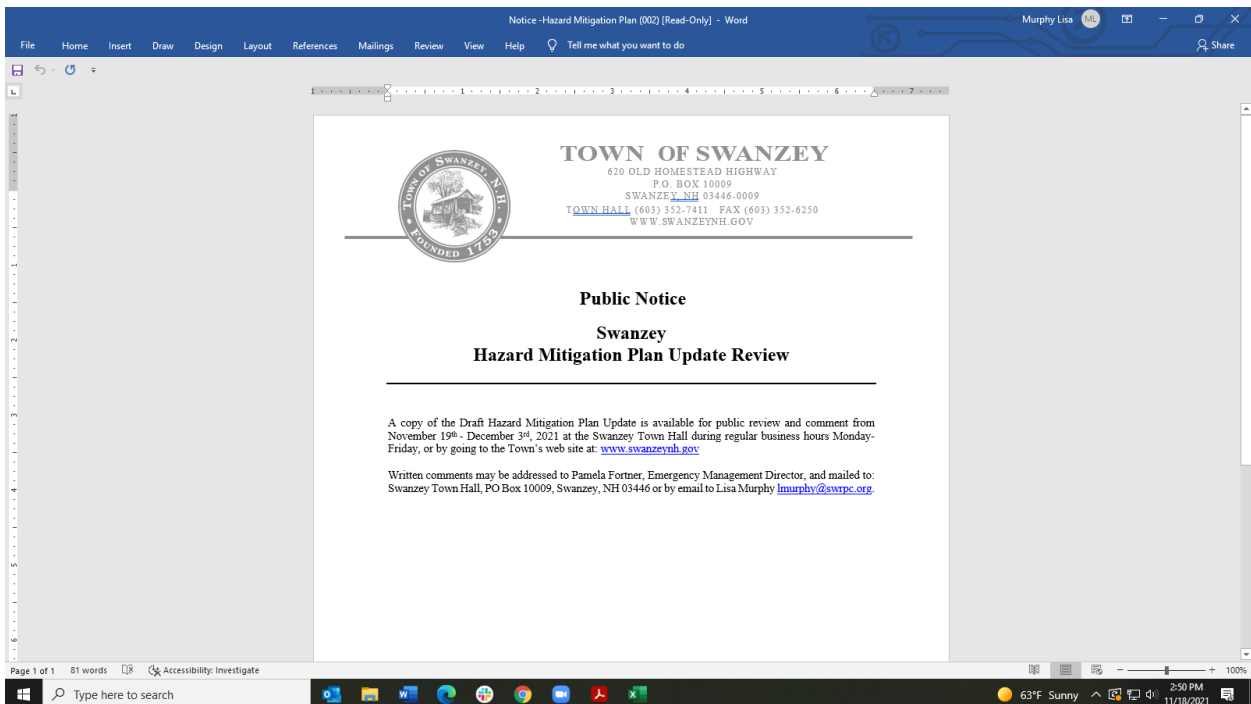 Notice -Hazard Mitigation Plan (002) [Read-Only] - Word
Murphy Lisa ML
File Home Insert Draw Design Layout References Mailings Review View Help Tell me what you want to do Share
1 1 2 3 4 5 6 7
TOWN OF SWANZEY, N.H.
FOUNDED 1753
TOWN OF SWANZEY
620 OLD HOMESTEAD HIGHWAY
P.O. BOX 10009
SWANZEY, NH 03446-0009
TOWN HALL (603) 352-7411 FAX (603) 352-6250
WWW.SWANZEYNH.GOV
Public Notice
Swanzey
Hazard Mitigation Plan Update Review
A copy of the Draft Hazard Mitigation Plan Update is available for public review and comment from
November 19th - December 3rd, 2021 at the Swanzey Town Hall during regular business hours Monday-
Friday, or by going to the Town's web site at: www.swanzeynh.gov
Written comments may be addressed to Pamela Fortner, Emergency Management Director, and mailed to:
Swanzey Town Hall, PO Box 10009, Swanzey, NH 03446 or by email to Lisa Murphy lmurphy@swrpc.org.
Page 1 of 1 81 words Accessibility: Investigate 100%
Type here to search
63°F Sunny
2:50 PM
11/18/2021